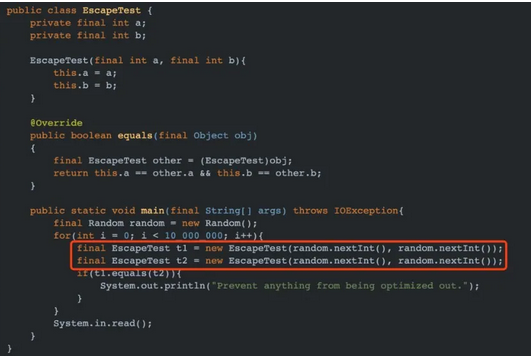 public class EscapeTest {
private final int a;
private final int b;
EscapeTest(final int a, final int b){
this.a = a;
this.b = b;
}
@Override
public boolean equals(final Object obj)
{
final EscapeTest other = (EscapeTest)obj;
return this.a == other.a && this.b == other.b;
}
public static void main(final String[] args) throws IOException{
final Random random = new Random();
for(int i = 0; i < 10_000_000; i++){
final EscapeTest t1 = new EscapeTest(random.nextInt(), random.nextInt());
final EscapeTest t2 = new EscapeTest(random.nextInt(), random.nextInt());
if(t1.equals(t2)){
System.out.println("Prevent anything from being optimized out.");
}
}
System.in.read();
}
}